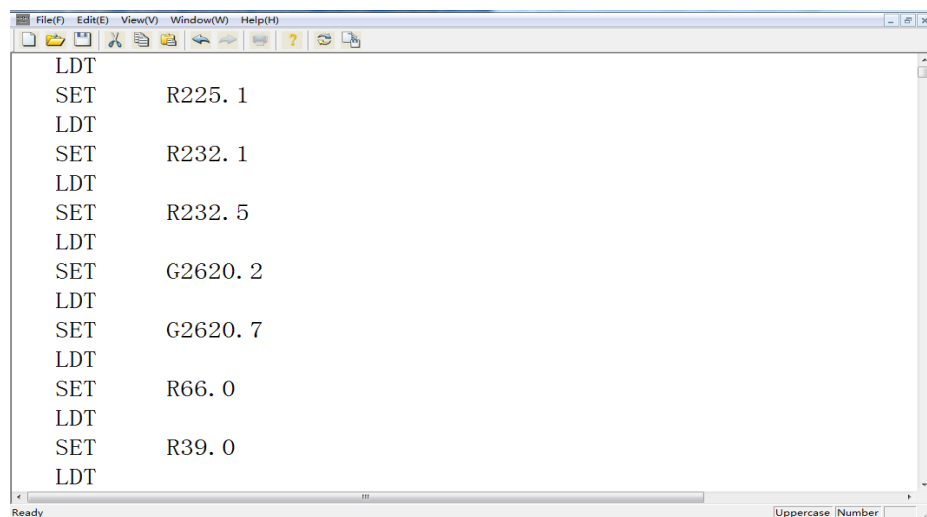 File(F) Edit(E) View(V) Window(W) Help(H)
LDT
SET R225.1
LDT
SET R232.1
LDT
SET R232.5
LDT
SET G2620.2
LDT
SET G2620.7
LDT
SET R66.0
LDT
SET R39.0
LDT
Ready Uppercase Number